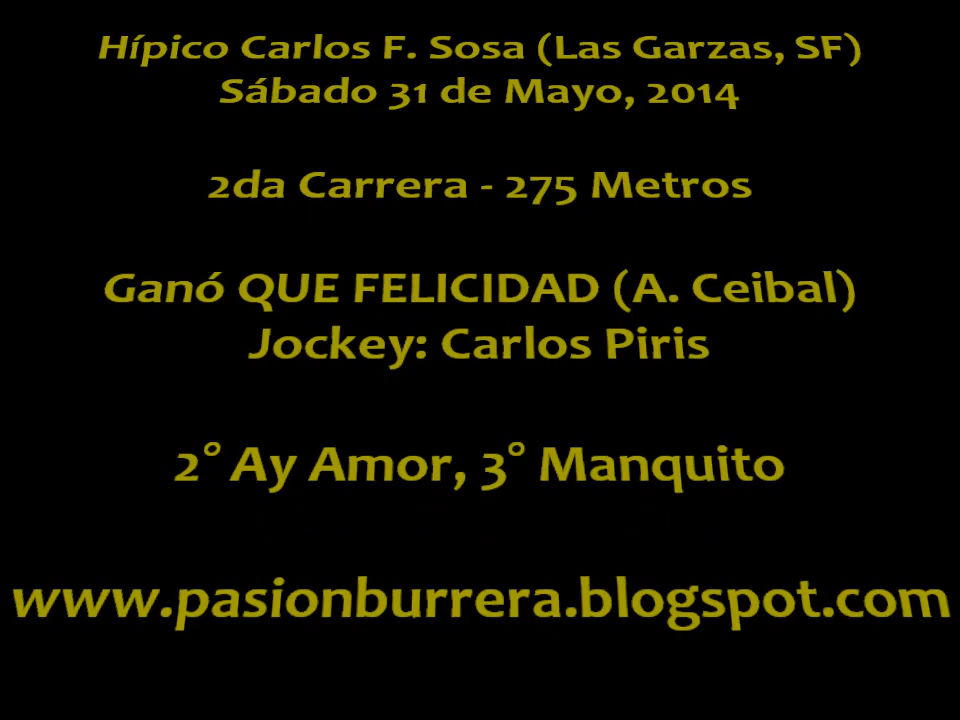 Hípico Carlos F. Sosa (Las Garzas, SF)
Sábado 31 de Mayo, 2014
2da Carrera - 275 Metros
Ganó QUE FELICIDAD (A. Ceibal)
Jockey: Carlos Piris
2° Ay Amor, 3° Manquito
www.pasionburrera.blogspot.com